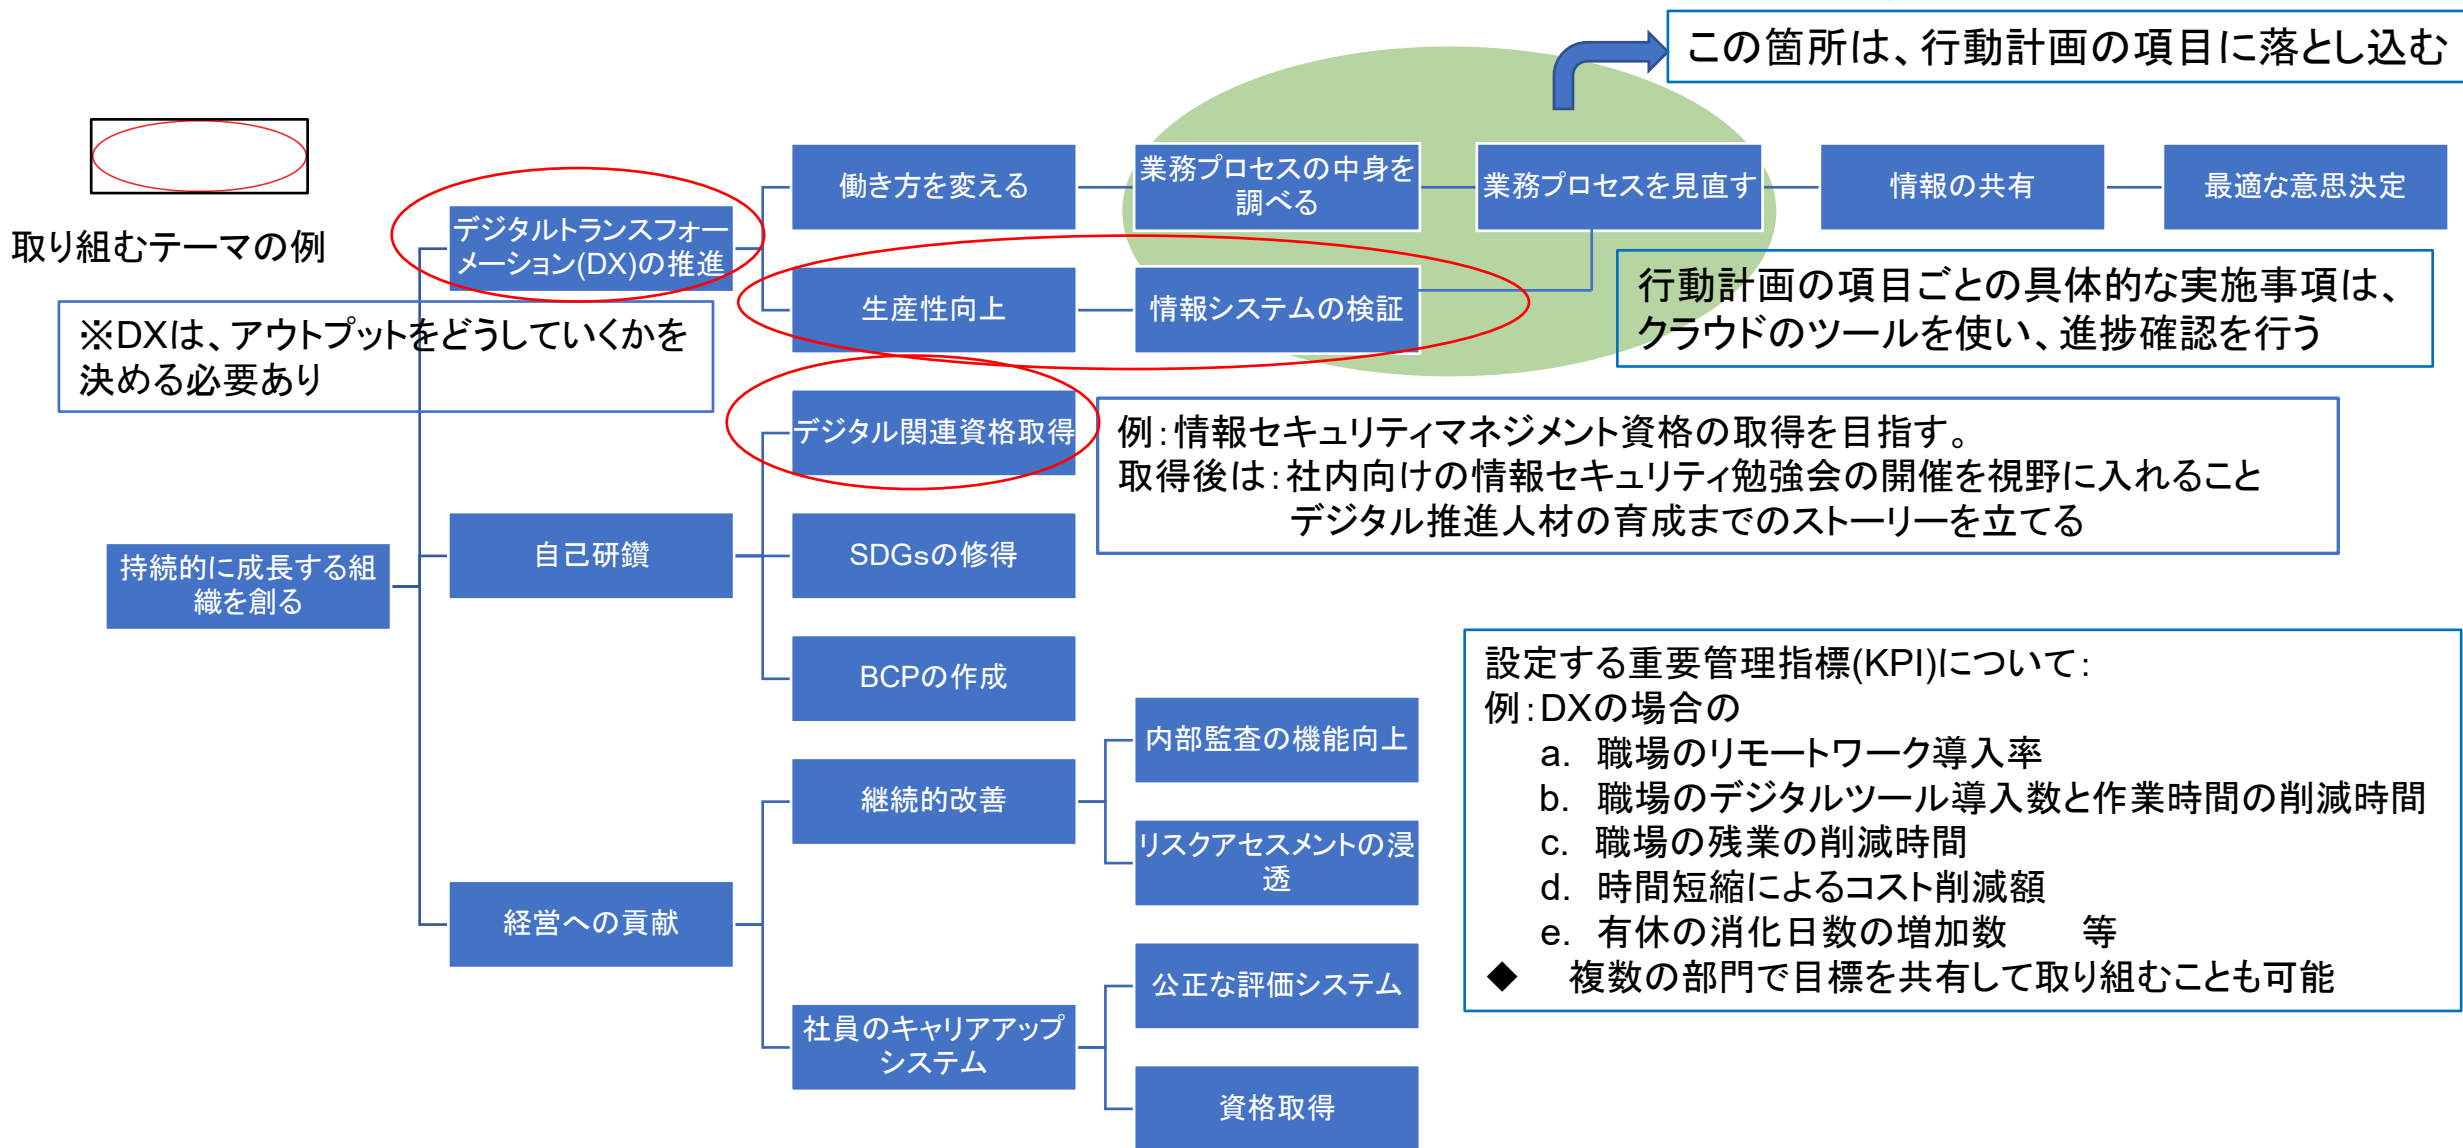 この箇所は、行動計画の項目に落とし込む
取り組むテーマの例
働き方を変える
業務プロセスの中身を
調べる
業務プロセスを見直す
情報の共有
最適な意思決定
デジタルトランスフォー
メーション(DX)の推進
生産性向上
情報システムの検証
行動計画の項目ごとの具体的な実施事項は、
クラウドのツールを使い、進捗確認を行う
※DXは、アウトプットをどうしていくかを
決める必要あり
デジタル関連資格取得
例：情報セキュリティマネジメント資格の取得を目指す。
取得後は：社内向けの情報セキュリティ勉強会の開催を視野に入れること
デジタル推進人材の育成までのストーリーを立てる
持続的に成長する組
織を創る
自己研鑽
SDGsの修得
BCPの作成
設定する重要管理指標(KPI)について：
例：DXの場合の
a. 職場のリモートワーク導入率
b. 職場のデジタルツール導入数と作業時間の削減時間
c. 職場の残業の削減時間
d. 時間短縮によるコスト削減額
e. 有休の消化日数の増加数　　等
◆ 複数の部門で目標を共有して取り組むことも可能
継続的改善
内部監査の機能向上
リスクアセスメントの浸
透
経営への貢献
公正な評価システム
社員のキャリアアップ
システム
資格取得